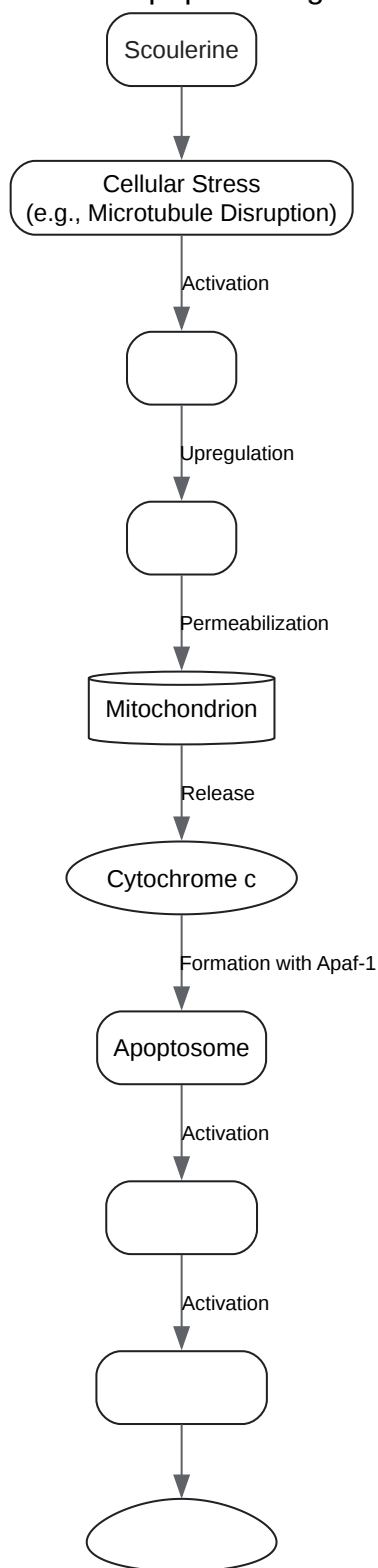 Scoulerine
Cellular Stress
(e.g., Microtubule Disruption)
Activation
Upregulation
Permeabilization
Mitochondrion
Release
Cytochrome c
Formation with Apaf-1
Apoptosome
Activation
Activation